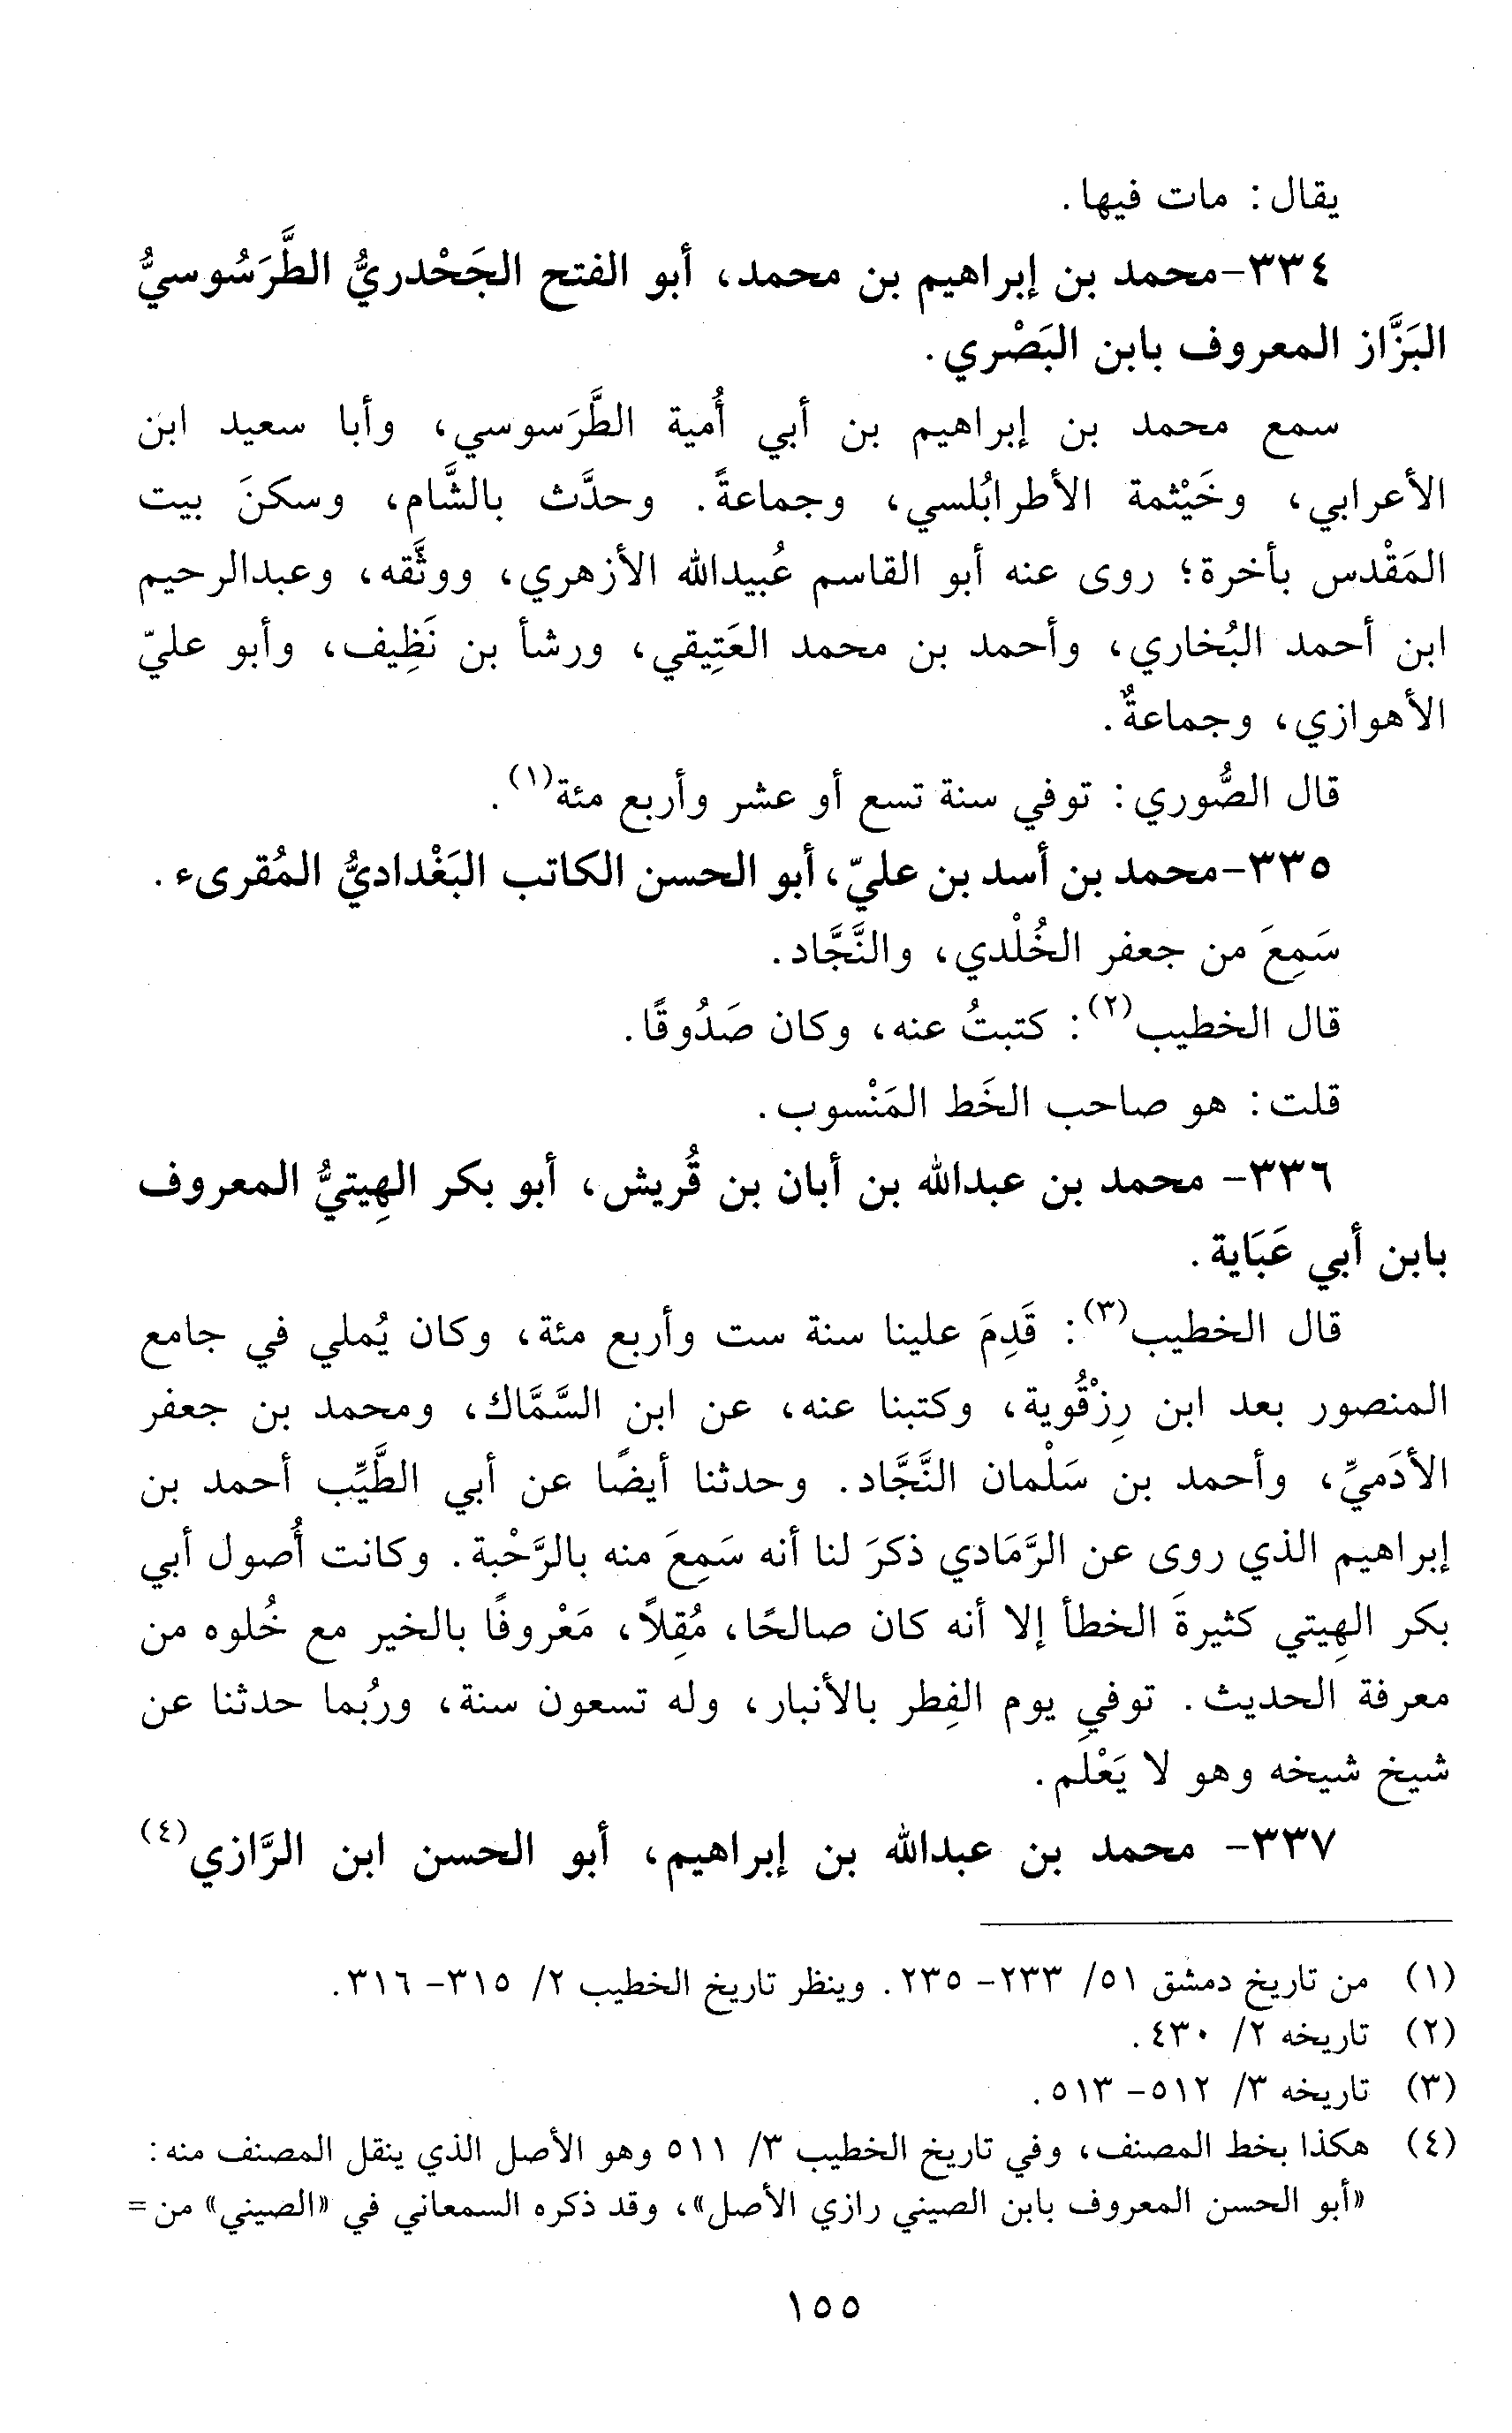 يقال: مات فيها.
٣٣٤-محمد بن إبراهيم بن محمد، أبو الفتح الجَحْدريُّ الطَّرَسُوسيُّ
البَزَّاز المعروف بابن البَصْري.
سمع محمد بن إبراهيم بن أبي أُمية الطَّرَسوسي، وأبا سعيد ابن
الأعرابي، وخَيْثمة الأطرابُلسي، وجماعةً. وحدَّث بالشَّام، وسكنَ بيت
المَقْدس بأخرة؛ روى عنه أبو القاسم عُبيدالله الأزهري، ووثَّقه، وعبدالرحيم
ابن أحمد البُخاري، وأحمد بن محمد العَتِيقي، ورشأ بن نَظِيف، وأبو عليّ
الأهوازي، وجماعةٌ.
قال الصُّوري: توفي سنة تسع أو عشر وأربع مئة(١).
٣٣٥-محمد بن أسد بن عليّ، أبو الحسن الكاتب البَغْداديُّ المُقرىء.
سَمِعَ من جعفر الخُلْدي، والنَّجَّاد.
قال الخطيب(٢): كتبتُ عنه، وكان صَدُوقًا.
قلت: هو صاحب الخَط المَنْسوب.
٣٣٦- محمد بن عبدالله بن أبان بن قُريش، أبو بكر الهِيتيُّ المعروف
بابن أبي عَبَاية.
قال الخطيب(٣): قَدِمَ علينا سنة ست وأربع مئة، وكان يُملي في جامع
المنصور بعد ابن رِزْقُوية، وكتبنا عنه، عن ابن السَّمَّاك، ومحمد بن جعفر
الأدَميِّ، وأحمد بن سَلْمان النَّجَّاد. وحدثنا أيضًا عن أبي الطَّيِّب أحمد بن
إبراهيم الذي روى عن الرَّمَادي ذكرَ لنا أنه سَمِعَ منه بالرَّحْبة. وكانت أُصول أبي
بكر الهِيتي كثيرةَ الخطأ إلا أنه كان صالحًا، مُقِلاً، مَعْروفًا بالخير مع خُلوه من
معرفة الحديث. توفي يوم الفِطر بالأنبار، وله تسعون سنة، ورُبما حدثنا عن
شيخ شيخه وهو لا يَعْلَم.
٣٣٧- محمد بن عبدالله بن إبراهيم، أبو الحسن ابن الرَّازي(٤)
(١) من تاريخ دمشق ٥١/ ٢٣٣- ٢٣٥. وينظر تاريخ الخطيب ٢/ ٣١٥- ٣١٦.
(٢) تاريخه ٢/ ٤٣٠.
(٣) تاريخه ٣/ ٥١٢- ٥١٣.
(٤) هكذا بخط المصنف، وفي تاريخ الخطيب ٣/ ٥١١ وهو الأصل الذي ينقل المصنف منه:
«أبو الحسن المعروف بابن الصيني رازي الأصل»، وقد ذكره السمعاني في «الصيني» من =
١٥٥